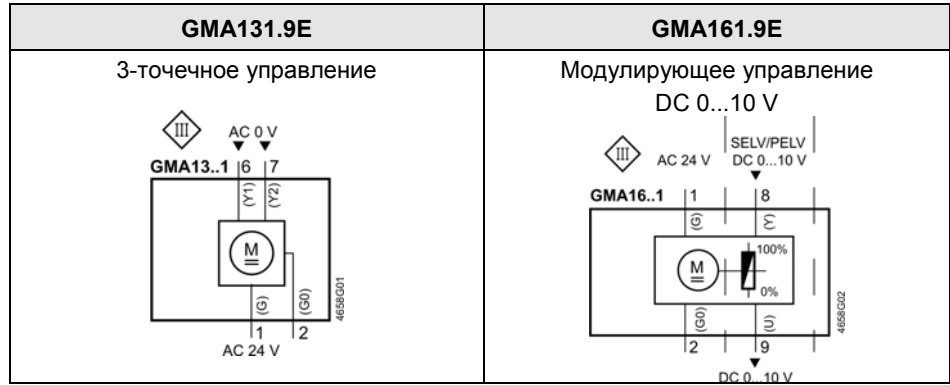 GMA131.9E
GMA161.9E
3-точечное управление
Модулирующее управление
DC 0...10 V
III
AC 0 V
GMA13..1
6
7
(Y1)
(Y2)
M
(G)
(G0)
1
2
AC 24 V
4658G01
III
AC 24 V
SELV/PELV
DC 0...10 V
GMA16..1
1
8
(G)
(Y)
M
100%
0%
(G0)
(U)
2
9
DC 0...10 V
4658G02